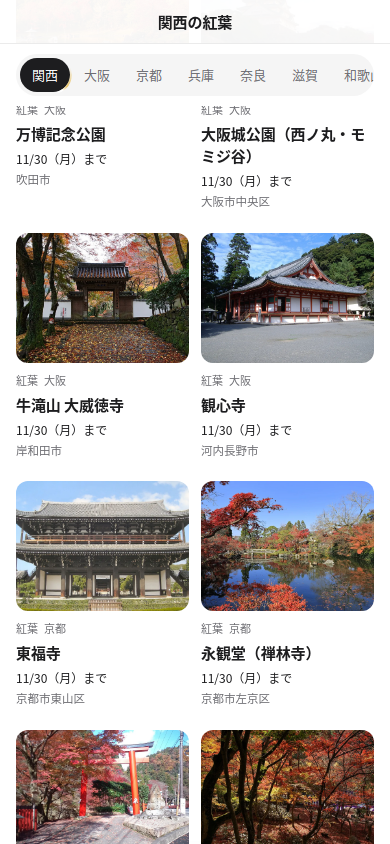 関西の紅葉
関西 大阪 京都 兵庫 奈良 滋賀
紅葉 大阪
万博記念公園
11/30（月）まで
吹田市
紅葉 大阪
大阪城公園（西ノ丸・モ
ミジ谷）
11/30（月）まで
大阪市中央区
紅葉 大阪
牛滝山 大威徳寺
11/30（月）まで
岸和田市
紅葉 大阪
観心寺
11/30（月）まで
河内長野市
紅葉 京都
東福寺
11/30（月）まで
京都市東山区
紅葉 京都
永観堂（禅林寺）
11/30（月）まで
京都市左京区